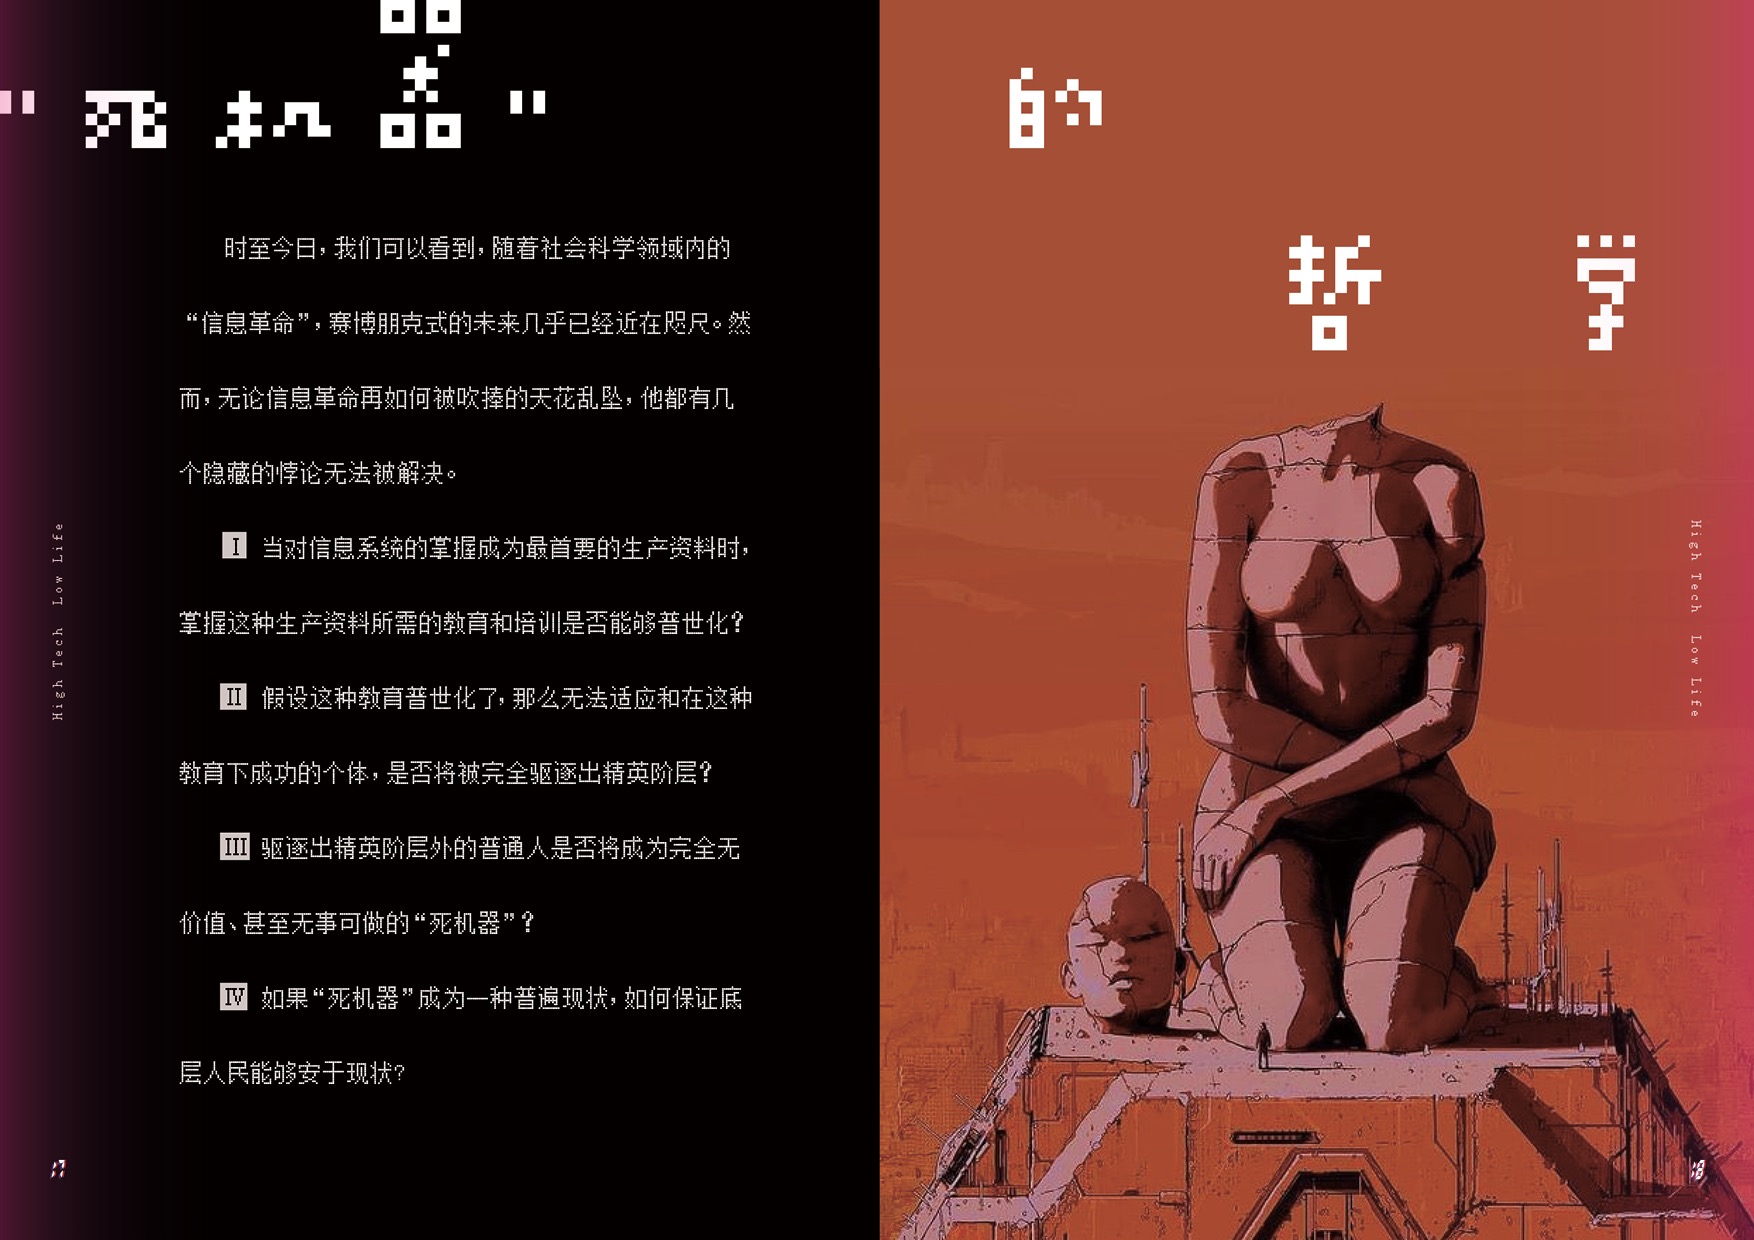 "死机器"的
哲学
时至今日，我们可以看到，随着社会科学领域内的
“信息革命”，赛博朋克式的未来几乎已经近在咫尺。然
而，无论信息革命再如何被吹捧的天花乱坠，他都有几
个隐藏的悖论无法被解决。
I 当对信息系统的掌握成为最首要的生产资料时，
掌握这种生产资料所需的教育和培训是否能够普世化？
II 假设这种教育普世化了，那么无法适应和在这种
教育下成功的个体，是否将被完全驱逐出精英阶层？
III 驱逐出精英阶层外的普通人是否将成为完全无
价值、甚至无事可做的“死机器”？
IV 如果“死机器”成为一种普遍现状，如何保证底
层人民能够安于现状？
High Tech Low Life
High Tech Low Life
17
18